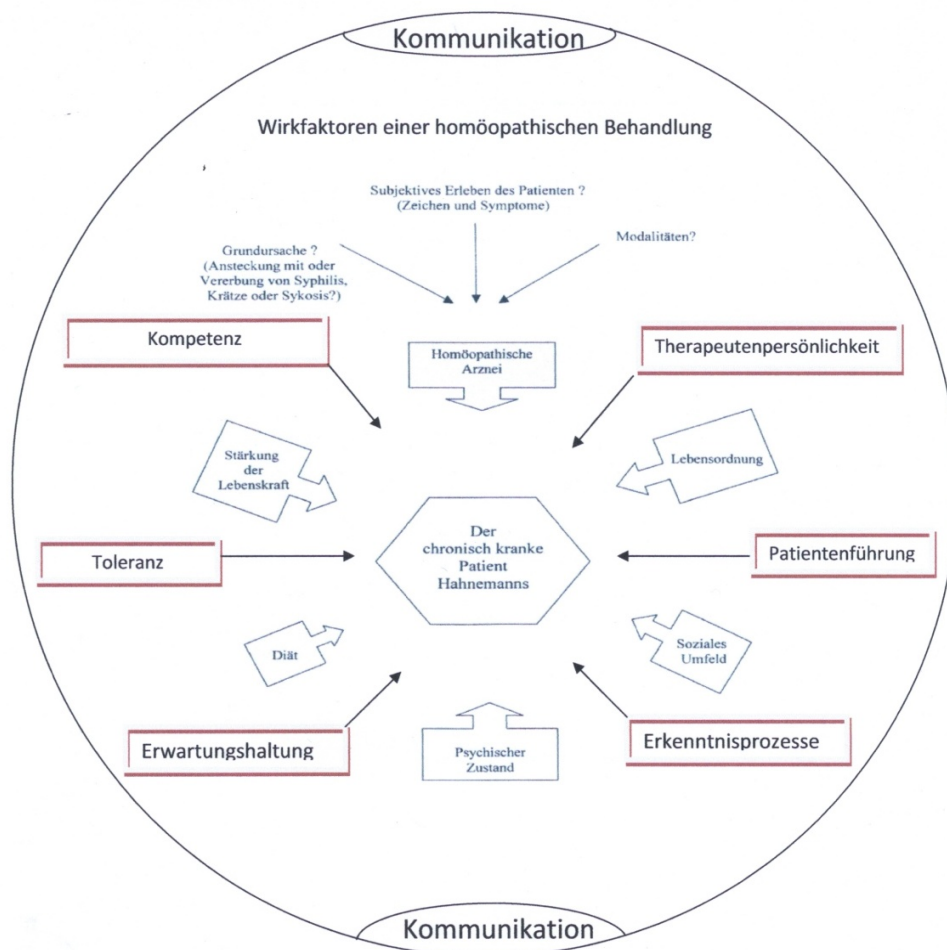 Kommunikation
Wirkfaktoren einer homöopathischen Behandlung
Subjektives Erleben des Patienten ?
(Zeichen und Symptome)
Grundursache ?
(Ansteckung mit oder
Vererbung von Syphilis,
Krätze oder Sykosis?)
Modalitäten?
Kompetenz
Homöopathische
Arznei
Therapeutenpersönlichkeit
Stärkung
der
Lebenskraft
Lebensordnung
Der
chronisch kranke
Patient
Hahnemanns
Toleranz
Patientenführung
Diät
Soziales
Umfeld
Erwartungshaltung
Psychischer
Zustand
Erkenntnisprozesse
Kommunikation